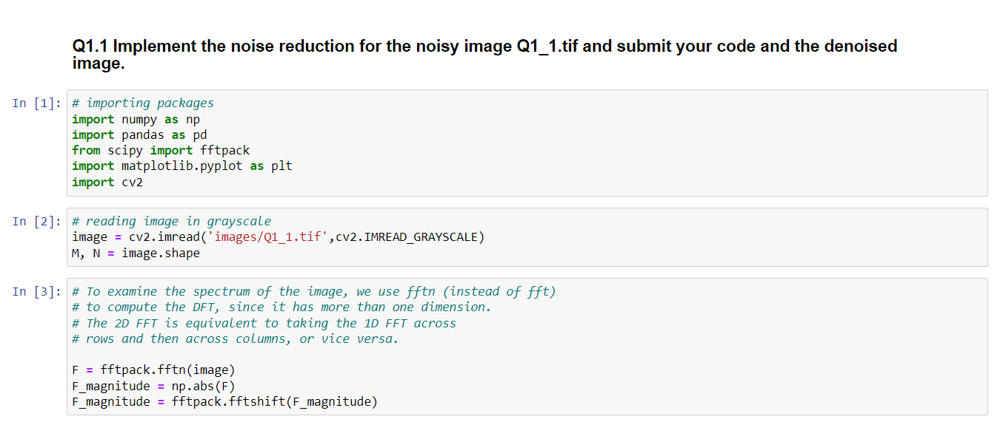 Q1.1 Implement the noise reduction for the noisy image Q1_1.tif and submit your code and the denoised
image.
In [1]: # importing packages
import numpy as np
import pandas as pd
from scipy import fftpack
import matplotlib.pyplot as plt
import cv2
In [2]: # reading image in grayscale
image = cv2.imread('images/Q1_1.tif',cv2.IMREAD_GRAYSCALE)
M, N = image.shape
In [3]: # To examine the spectrum of the image, we use fftn (instead of fft)
# to compute the DFT, since it has more than one dimension.
# The 2D FFT is equivalent to taking the 1D FFT across
# rows and then across columns, or vice versa.
F = fftpack.fftn(image)
F_magnitude = np.abs(F)
F_magnitude = fftpack.fftshift(F_magnitude)